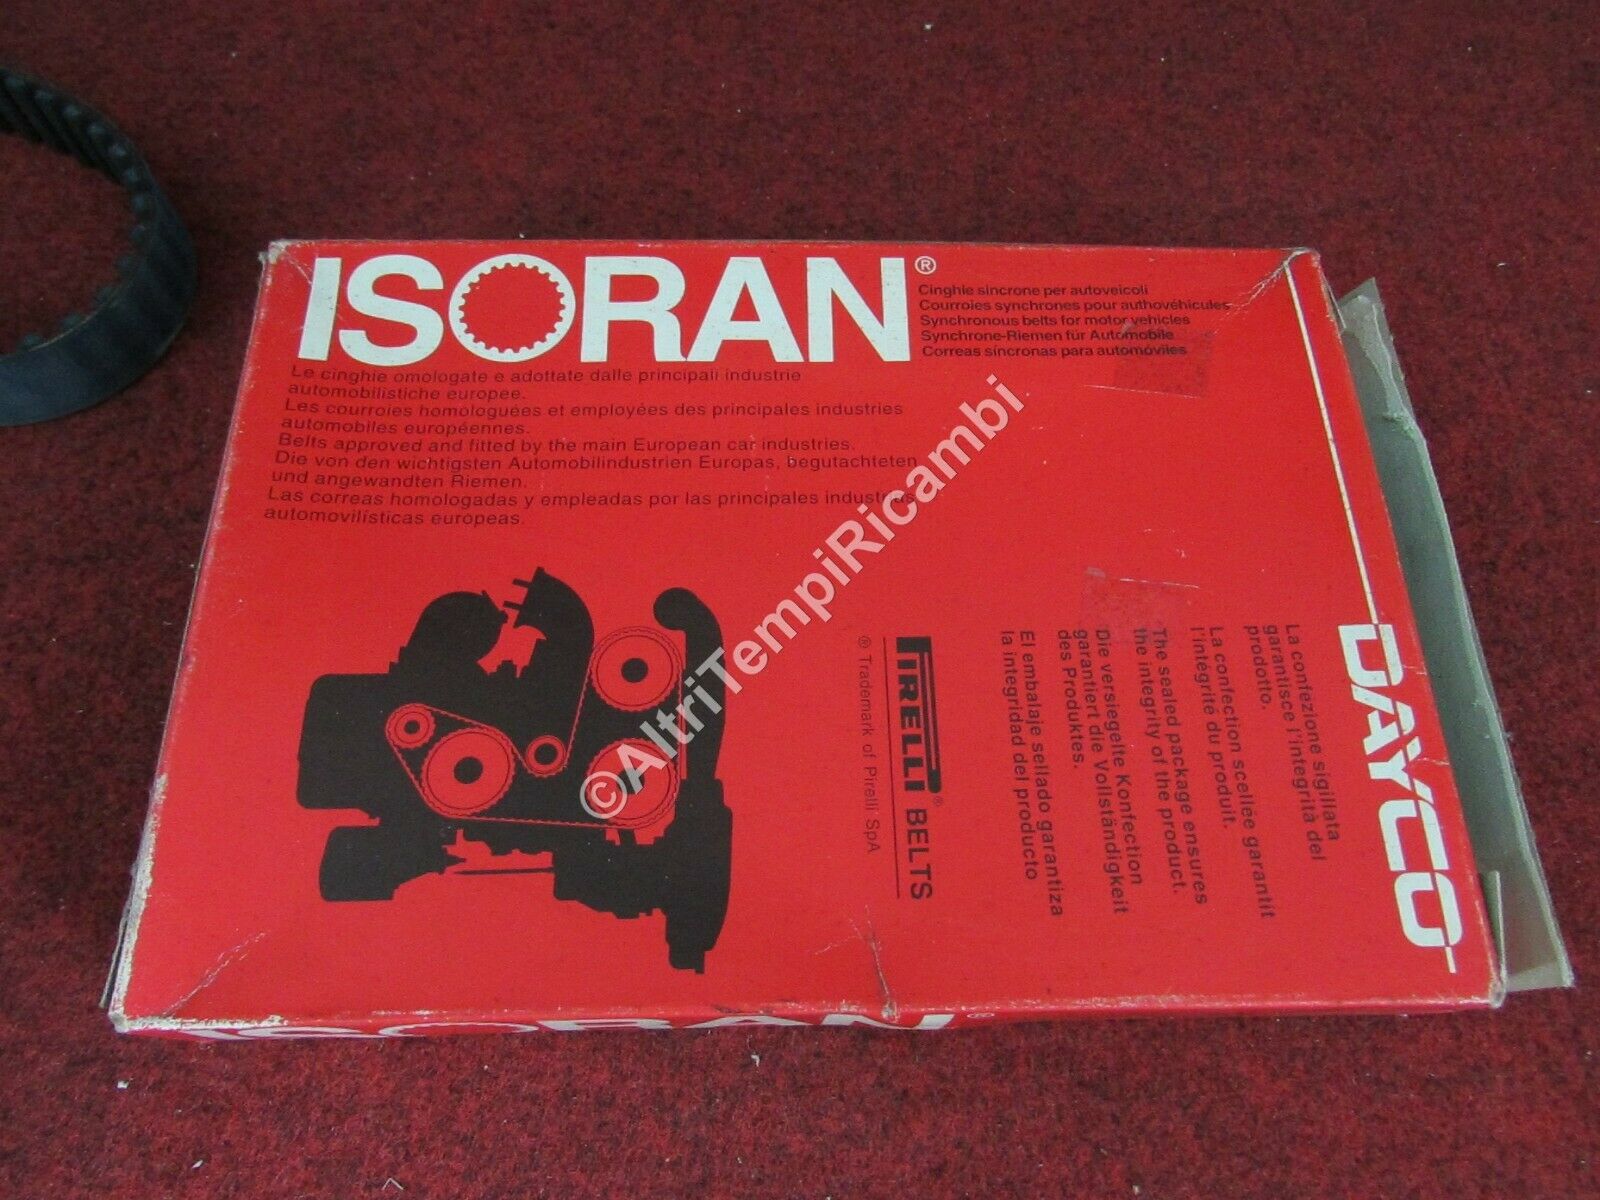 ISORAN®
Cinghie sincrone per autoveicoli
Courroies synchrones pour authovéhicules
Synchronous belts for motor vehicles
Synchrone-Riemen für Automobile
Correas sincronas para automóviles
Le cinghie omologate e adottate dalle principali industrie
automobilistiche europee.
Les courroies homologuées et employées des principales industries
automobiles européennes.
Belts approved and fitted by the main European car industries.
Die von den wichtigsten Automobilindustrien Europas, begutachteten
und angewandten Riemen.
Las correas homologadas y empleadas por las principales industrias
automovilísticas europeas.
DAYCO
La confezione sigillata
garantisce l'integrità del
prodotto.
La confection scellée garantit
l'intégrité du produit.
The sealed package ensures
the integrity of the product.
Die versiegelte Konfection
garantiert die Vollständigkeit
des Produktes.
El embalaje sellado garantiza
la integridad del producto
PIRELLI® BELTS
® Trademark of Pirelli SpA
©AltriTempiRicambi
ISORAN®